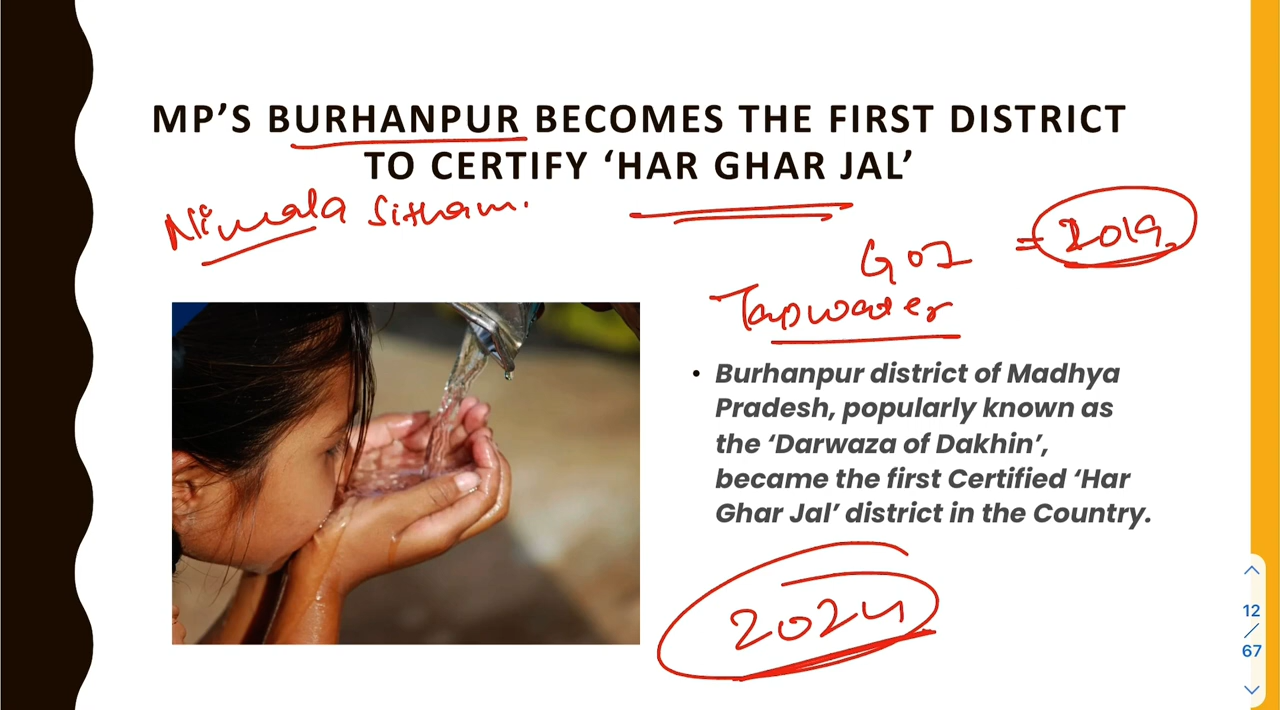 MP'S BURHANPUR BECOMES THE FIRST DISTRICT
TO CERTIFY 'HAR GHAR JAL'
Nirmala Sitharam.
GOI = 2019
Tapwater
• Burhanpur district of Madhya
Pradesh, popularly known as
the 'Darwaza of Dakhin',
became the first Certified 'Har
Ghar Jal' district in the Country.
2024
12
/
67